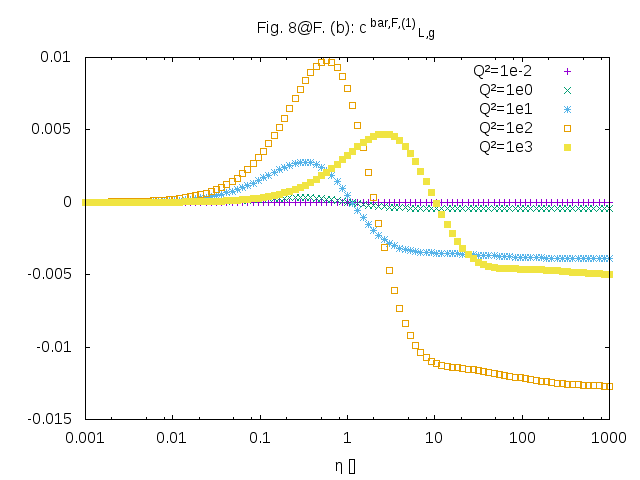 Fig. 8@F. (b): c bar,F,(1) L,g
0.01
0.005
0
-0.005
-0.01
-0.015
Q²=1e-2
Q²=1e0
Q²=1e1
Q²=1e2
Q²=1e3
0.001 0.01 0.1 1 10 100 1000
η []